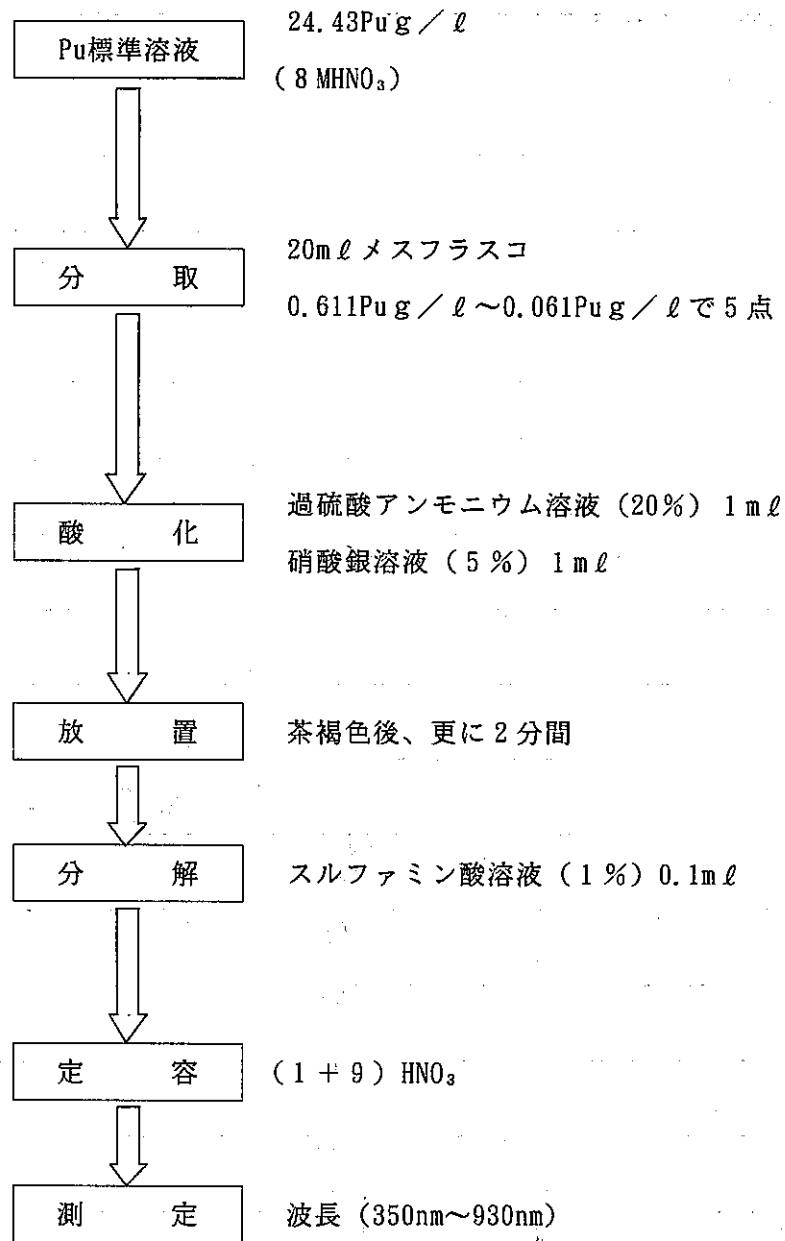 Pu標準溶液
24.43Pug/ℓ
(8MHNO₃)
分取
20mℓメスフラスコ
0.611Pug/ℓ~0.061Pug/ℓで5点
酸化
過硫酸アンモニウム溶液(20%)1mℓ
硝酸銀溶液(5%)1mℓ
放置
茶褐色後、更に2分間
分解
スルファミン酸溶液(1%)0.1mℓ
定容
(1+9)HNO₃
測定
波長(350nm~930nm)